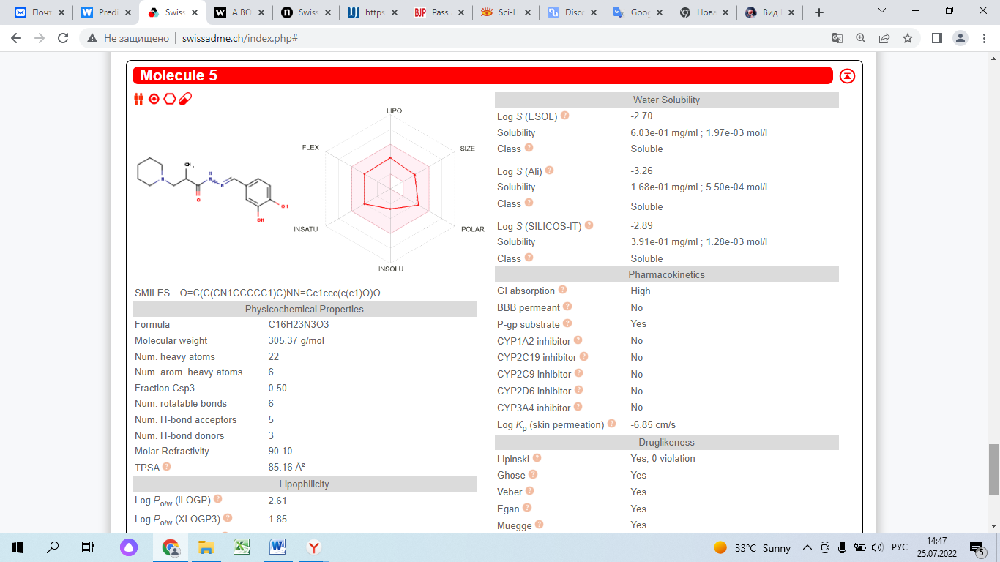 Почт
Predi
Swiss
A BO
Swiss
https
BJP Pass
Sci-H
Disco
Goog
Нова
Вид
Не защищено swissadme.ch/index.php#
Molecule 5
LIPO
FLEX
SIZE
INSATU
POLAR
INSOLU
CH
H
N
N
N
O
OH
OH
SMILES O=C(C(CN1CCCCC1)C)NN=Cc1ccc(c(c1)O)O
Physicochemical Properties
Formula C16H23N3O3
Molecular weight 305.37 g/mol
Num. heavy atoms 22
Num. arom. heavy atoms 6
Fraction Csp3 0.50
Num. rotatable bonds 6
Num. H-bond acceptors 5
Num. H-bond donors 3
Molar Refractivity 90.10
TPSA ? 85.16 Å²
Lipophilicity
Log Po/w (iLOGP) ? 2.61
Log Po/w (XLOGP3) ? 1.85
Water Solubility
Log S (ESOL) ? -2.70
Solubility 6.03e-01 mg/ml ; 1.97e-03 mol/l
Class ? Soluble
Log S (Ali) ? -3.26
Solubility 1.68e-01 mg/ml ; 5.50e-04 mol/l
Class ? Soluble
Log S (SILICOS-IT) ? -2.89
Solubility 3.91e-01 mg/ml ; 1.28e-03 mol/l
Class ? Soluble
Pharmacokinetics
GI absorption ? High
BBB permeant ? No
P-gp substrate ? Yes
CYP1A2 inhibitor ? No
CYP2C19 inhibitor ? No
CYP2C9 inhibitor ? No
CYP2D6 inhibitor ? No
CYP3A4 inhibitor ? No
Log Kp (skin permeation) ? -6.85 cm/s
Druglikeness
Lipinski ? Yes; 0 violation
Ghose ? Yes
Veber ? Yes
Egan ? Yes
Muegge ? Yes
33°C Sunny
РУС
14:47
25.07.2022
5